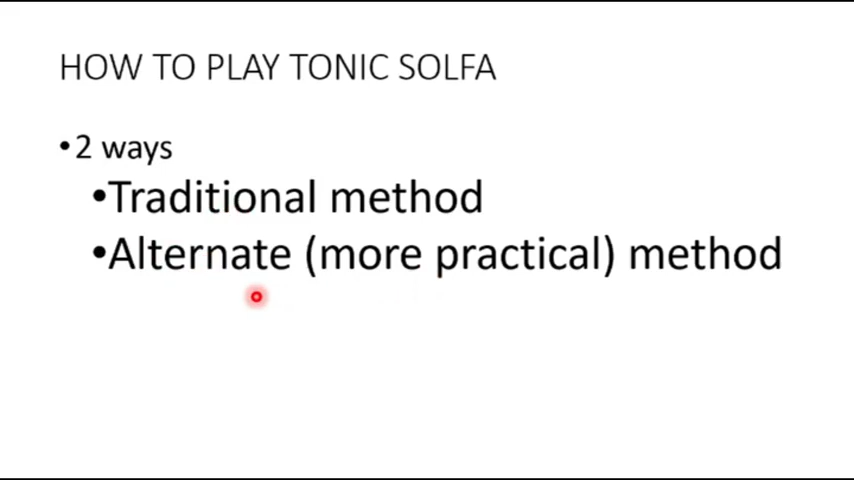 HOW TO PLAY TONIC SOLFA
•2 ways
•Traditional method
•Alternate (more practical) method